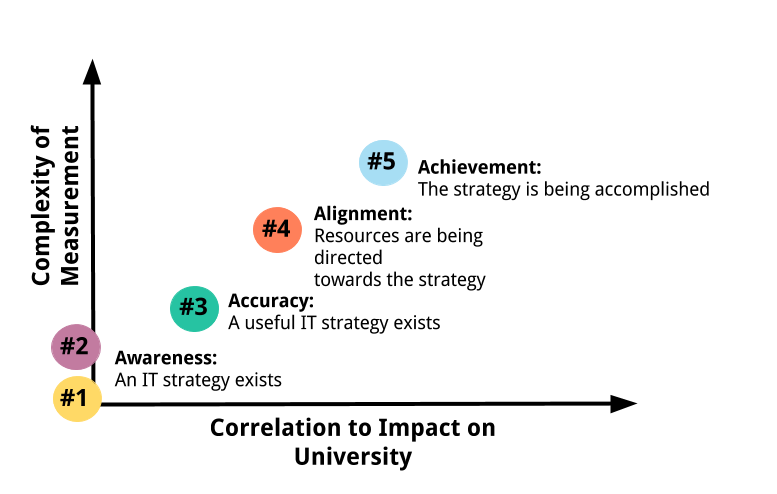 Complexity of
Measurement
#5
Achievement:
The strategy is being accomplished
#4
Alignment:
Resources are being
directed
towards the strategy
#3
Accuracy:
A useful IT strategy exists
#2
Awareness:
An IT strategy exists
#1
Correlation to Impact on
University